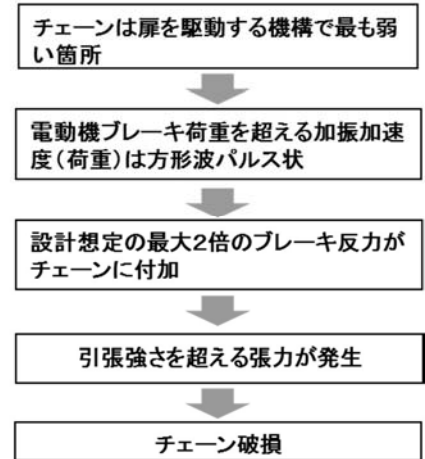 チェーンは扉を駆動する機構で最も弱
い箇所
電動機ブレーキ荷重を超える加振加速
度(荷重)は方形波パルス状
設計想定の最大2倍のブレーキ反力が
チェーンに付加
引張強さを超える張力が発生
チェーン破損